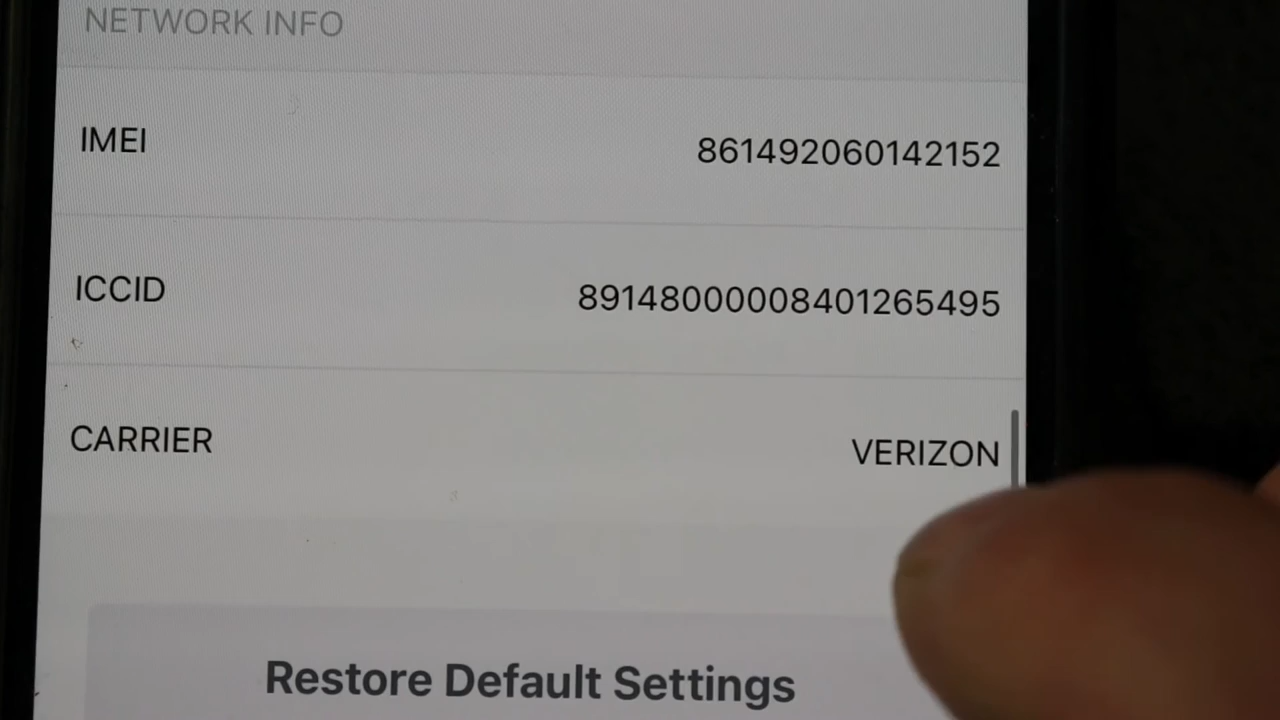 NETWORK INFO
IMEI 861492060142152
ICCID 89148000008401265495
CARRIER VERIZON
Restore Default Settings